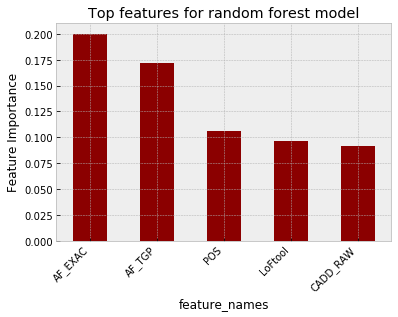 Top features for random forest model
Feature Importance
0.200
0.175
0.150
0.125
0.100
0.075
0.050
0.025
0.000
AF_EXAC
AF_TGP
POS
LoFtool
CADD_RAW
feature_names